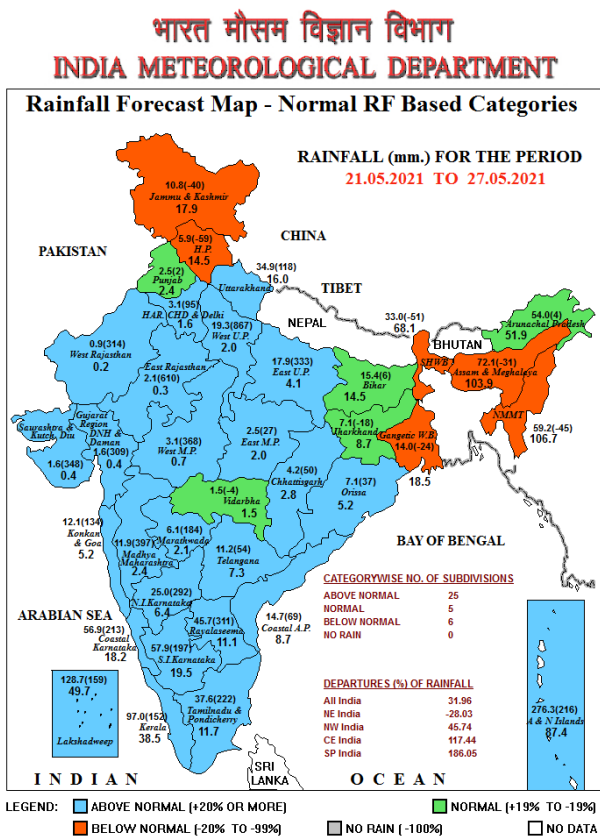 भारत मौसम विज्ञान विभाग
INDIA METEOROLOGICAL DEPARTMENT
Rainfall Forecast Map - Normal RF Based Categories
RAINFALL (mm.) FOR THE PERIOD
21.05.2021 TO 27.05.2021
10.8(-40)
Jammu & Kashmir
17.9
CHINA
5.9(-59)
H.P.
14.5
PAKISTAN
2.5(2)
Punjab
2.4
34.9(118)
16.0
Uttarakhand
TIBET
3.1(95)
HAR. CHD & Delhi
1.6
19.3(867)
West U.P.
2.0
NEPAL
33.0(-51)
68.1
54.0(4)
Arunachal Pradesh
51.9
BHUTAN
0.9(314)
West Rajasthan
0.2
East Rajasthan
2.1(610)
0.3
17.9(333)
East U.P.
4.1
15.4(6)
Bihar
14.5
SHWB
72.1(-31)
Assam & Meghalaya
103.9
NMMT
59.2(-45)
106.7
Saurashtra &
Kutch, Diu
1.6(348)
0.4
Gujarat
Region
DNH &
Daman
1.6(309)
0.4
3.1(368)
West M.P.
0.7
2.5(27)
East M.P.
2.0
7.1(-18)
Jharkhand
8.7
Gangetic W.B.
14.0(-24)
18.5
4.2(50)
Chhattisgarh
2.8
7.1(37)
Orissa
5.2
1.5(-4)
Vidarbha
1.5
12.1(134)
Konkan
& Goa
5.2
6.1(184)
Marathwada
2.1
11.9(397)
Madhya
Maharashtra
2.4
11.2(54)
Telangana
7.3
BAY OF BENGAL
25.0(292)
N.I.Karnataka
6.4
ARABIAN SEA
56.9(213)
Coastal
Karnataka
18.2
45.7(311)
Rayalaseema
11.1
14.7(69)
Coastal A.P.
8.7
57.9(197)
S.I.Karnataka
19.5
128.7(159)
49.7
Lakshadweep
97.0(152)
Kerala
38.5
37.6(222)
Tamilnadu &
Pondicherry
11.7
CATEGORYWISE NO. OF SUBDIVISIONS
ABOVE NORMAL 25
NORMAL 5
BELOW NORMAL 6
NO RAIN 0
DEPARTURES (%) OF RAINFALL
All India 31.96
NE India -28.03
NW India 45.74
CE India 117.44
SP India 186.05
276.3(216)
A & N Islands
87.4
SRI
LANKA
INDIAN OCEAN
LEGEND: ABOVE NORMAL (+20% OR MORE) NORMAL (+19% TO -19%)
BELOW NORMAL (-20% TO -99%) NO RAIN (-100%) NO DATA